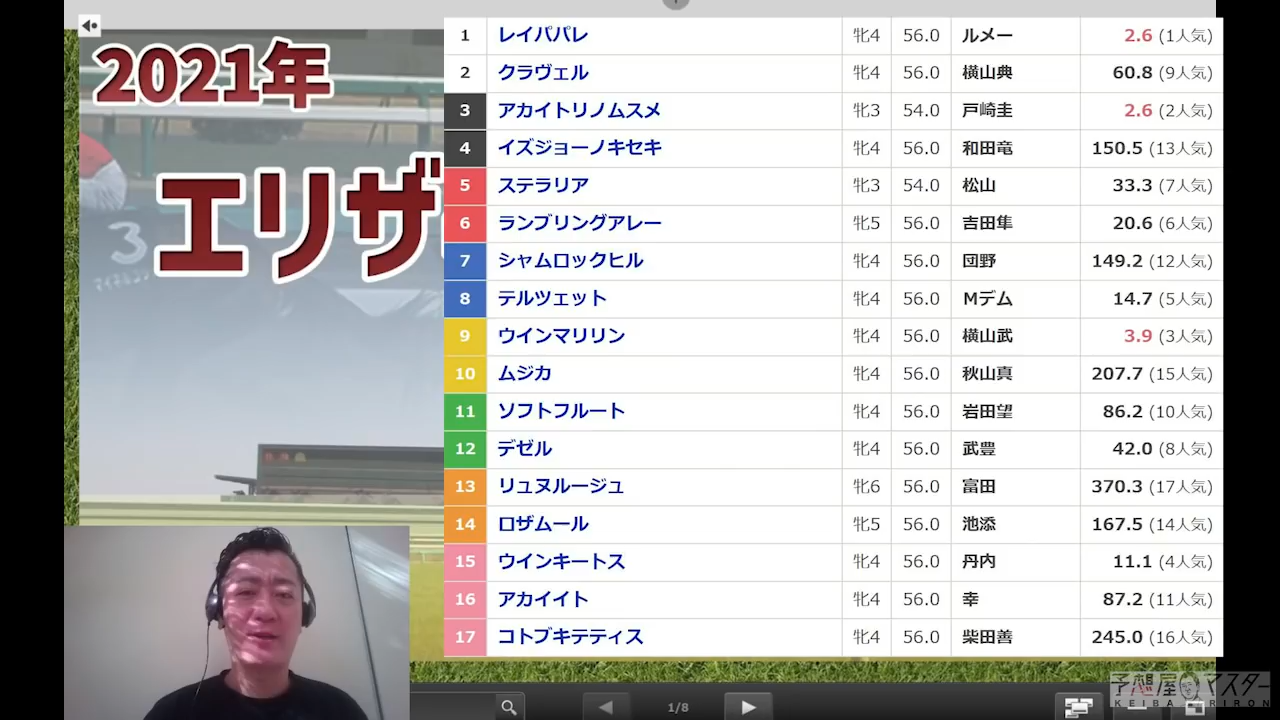 2021年
エリザ
3
1 レイパパレ 牝4 56.0 ルメー 2.6 (1人気)
2 クラヴェル 牝4 56.0 横山典 60.8 (9人気)
3 アカイトリノムスメ 牝3 54.0 戸崎圭 2.6 (2人気)
4 イズジョーノキセキ 牝4 56.0 和田竜 150.5 (13人気)
5 ステラリア 牝3 54.0 松山 33.3 (7人気)
6 ランブリングアレー 牝5 56.0 吉田隼 20.6 (6人気)
7 シャムロックヒル 牝4 56.0 団野 149.2 (12人気)
8 テルツェット 牝4 56.0 Mデム 14.7 (5人気)
9 ウインマリリン 牝4 56.0 横山武 3.9 (3人気)
10 ムジカ 牝4 56.0 秋山真 207.7 (15人気)
11 ソフトフルート 牝4 56.0 岩田望 86.2 (10人気)
12 デゼル 牝4 56.0 武豊 42.0 (8人気)
13 リュヌルージュ 牝6 56.0 富田 370.3 (17人気)
14 ロザムール 牝5 56.0 池添 167.5 (14人気)
15 ウインキートス 牝4 56.0 丹内 11.1 (4人気)
16 アカイイト 牝4 56.0 幸 87.2 (11人気)
17 コトブキテティス 牝4 56.0 柴田善 245.0 (16人気)
1/8
予想屋マスター
KEIBA RIRON